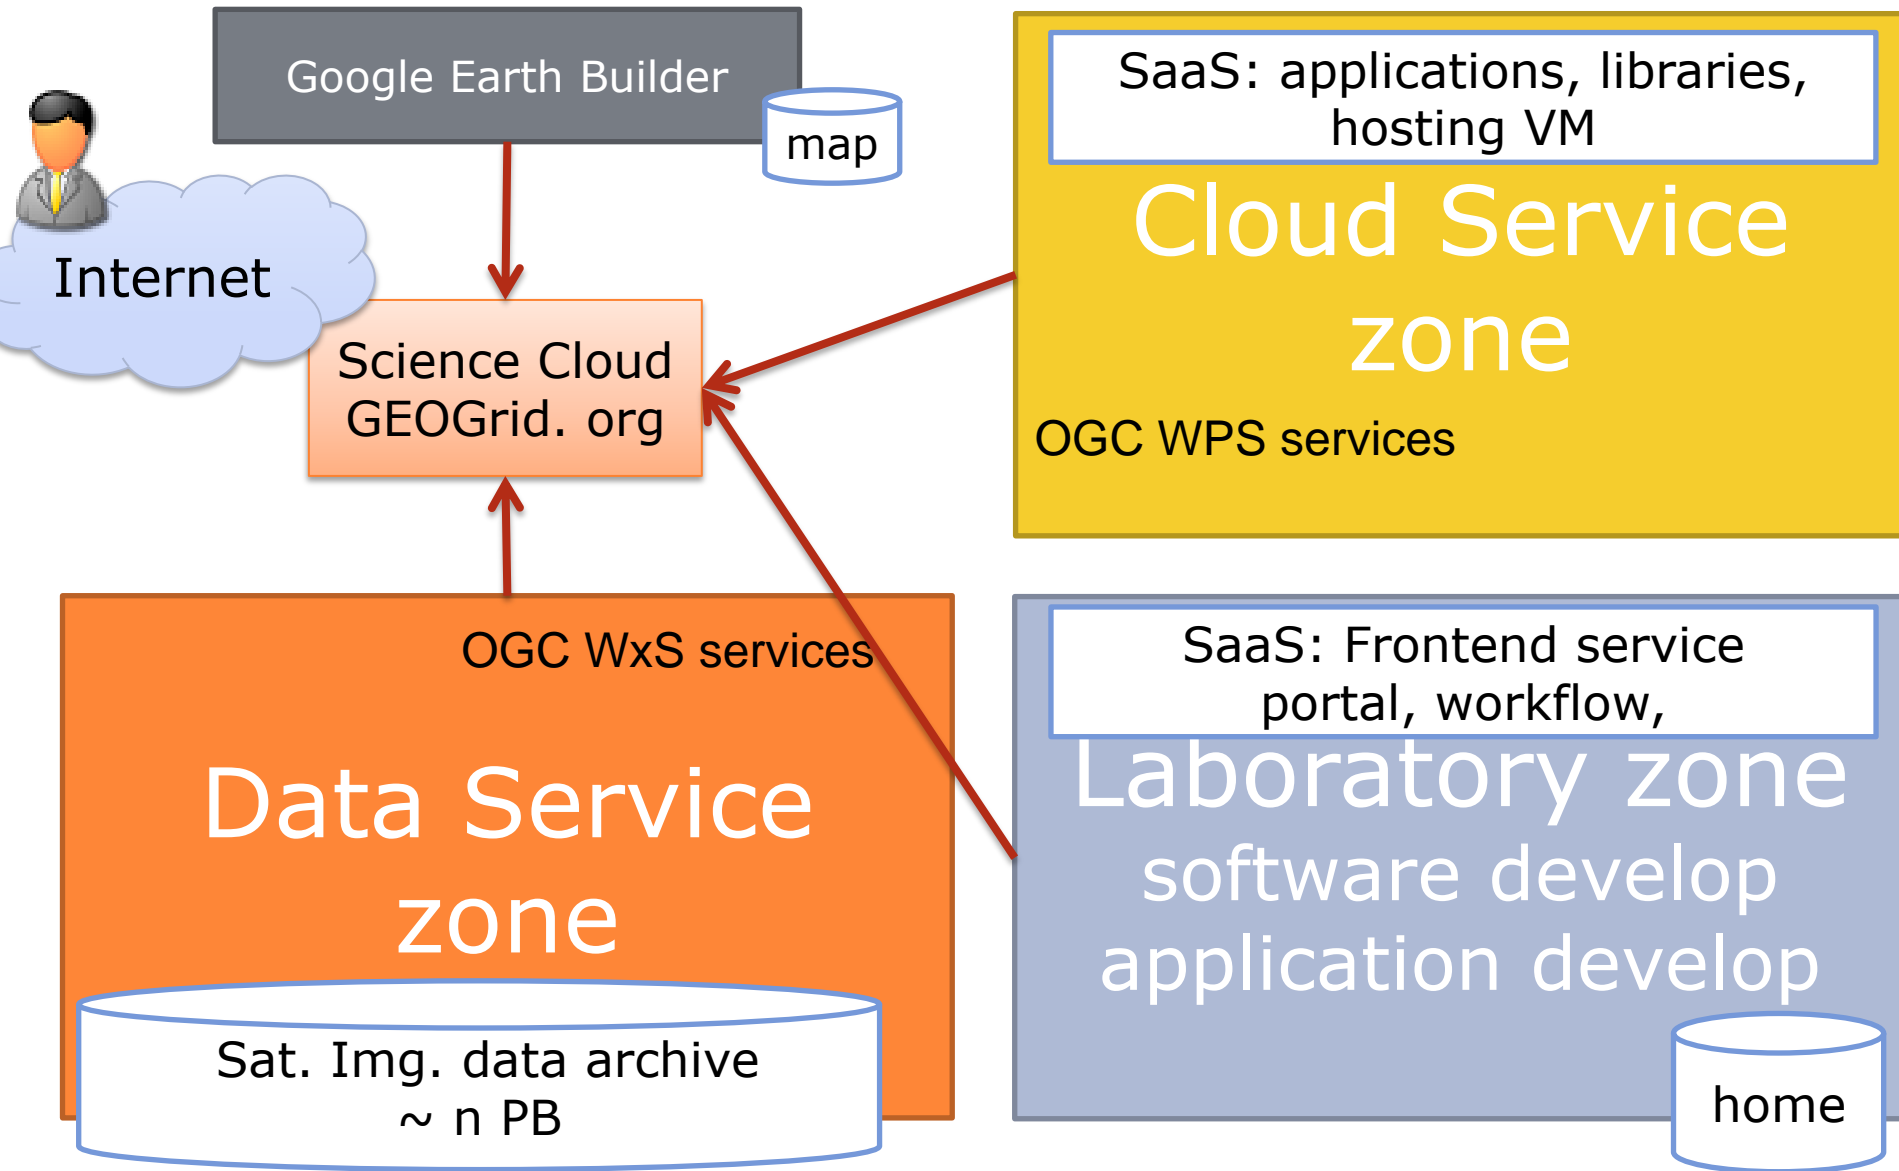 Google Earth Builder
map
Internet
Science Cloud
GEOGrid. org
SaaS: applications, libraries,
hosting VM
Cloud Service
zone
OGC WPS services
OGC WxS services
Data Service
zone
Sat. Img. data archive
~ n PB
SaaS: Frontend service
portal, workflow,
Laboratory zone
software develop
application develop
home